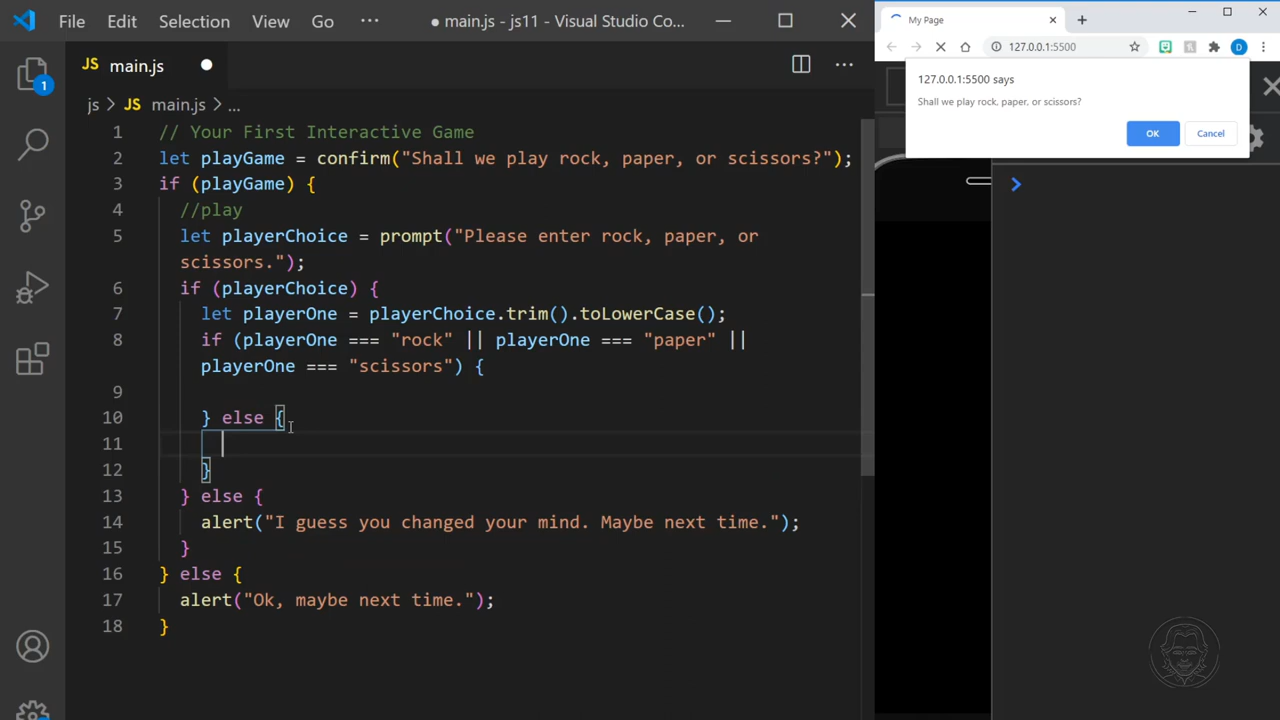 File Edit Selection View Go ··· ● main.js - js11 - Visual Studio Co...
JS main.js ●
js > JS main.js > ...
1
1 // Your First Interactive Game
2 let playGame = confirm("Shall we play rock, paper, or scissors?");
3 if (playGame) {
4 //play
5 let playerChoice = prompt("Please enter rock, paper, or
scissors.");
6 if (playerChoice) {
7 let playerOne = playerChoice.trim().toLowerCase();
8 if (playerOne === "rock" || playerOne === "paper" ||
playerOne === "scissors") {
9
10 } else {
11
12 }
13 } else {
14 alert("I guess you changed your mind. Maybe next time.");
15 }
16 } else {
17 alert("Ok, maybe next time.");
18 }
My Page
127.0.0.1:5500
D
127.0.0.1:5500 says
Shall we play rock, paper, or scissors?
OK Cancel